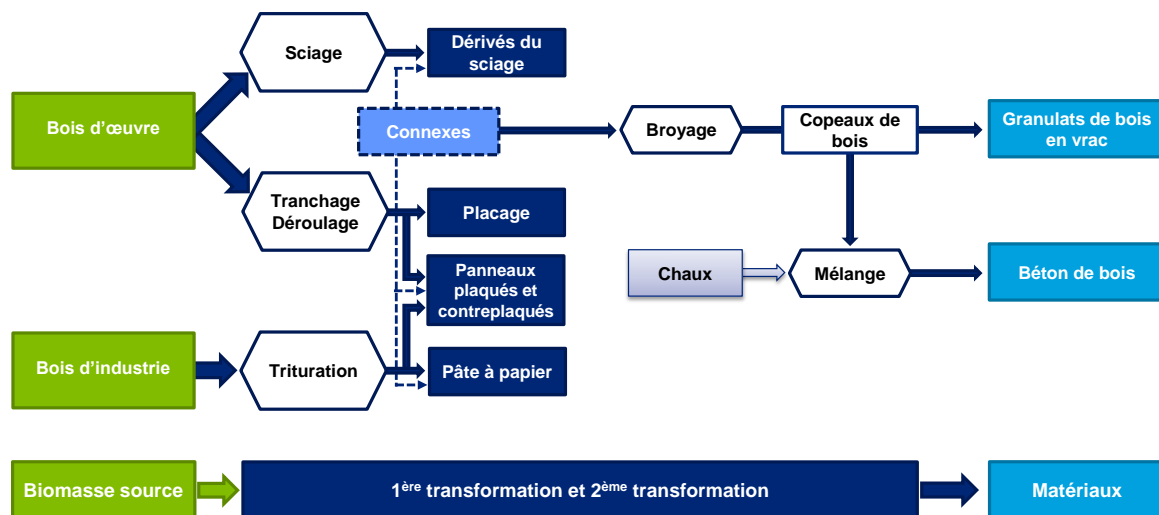 Sciage
Dérivés du
sciage
Bois d’œuvre
Connexes
Broyage
Copeaux de
bois
Granulats de bois
en vrac
Tranchage
Déroulage
Placage
Chaux
Mélange
Béton de bois
Panneaux
plaqués et
contreplaqués
Bois d’industrie
Trituration
Pâte à papier
Biomasse source
1ère transformation et 2ème transformation
Matériaux